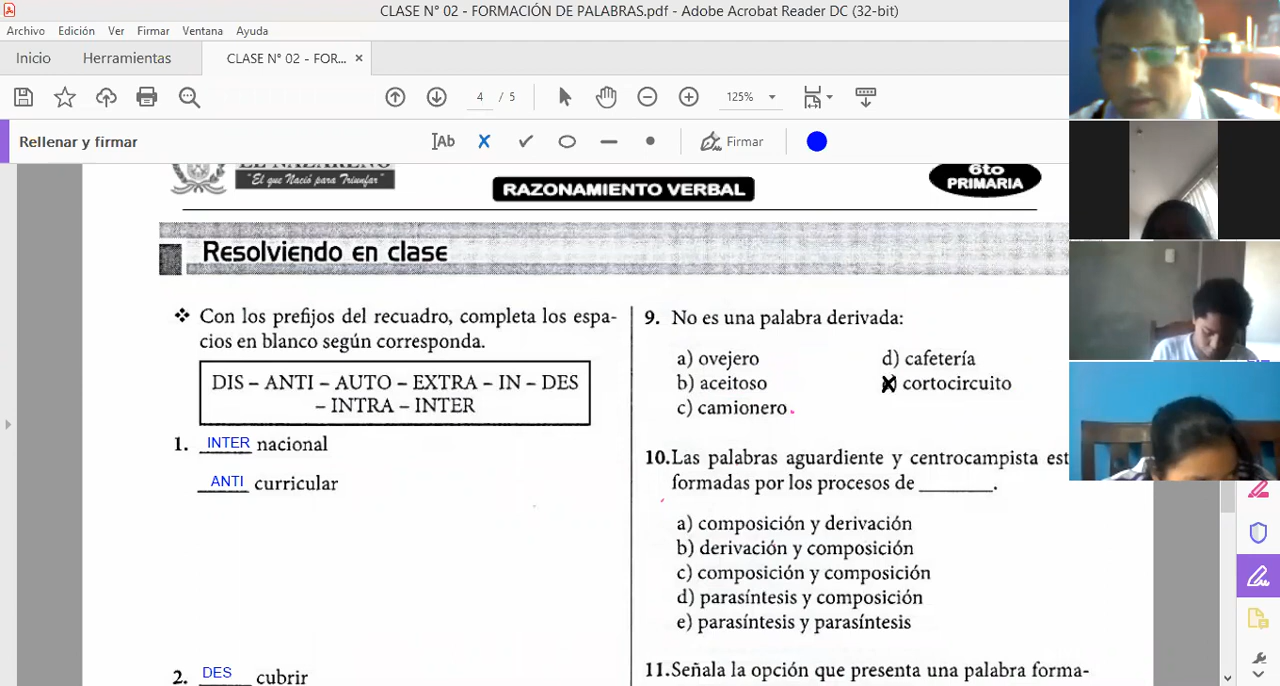 CLASE N° 02 - FORMACIÓN DE PALABRAS.pdf - Adobe Acrobat Reader DC (32-bit)
Archivo Edición Ver Firmar Ventana Ayuda
Inicio Herramientas CLASE N° 02 - FOR... ×
4 / 5 125%
Rellenar y firmar Ab Firmar
EL NAZARENO
"El que Nació para Triunfar"
RAZONAMIENTO VERBAL
6to
PRIMARIA
Resolviendo en clase
❖ Con los prefijos del recuadro, completa los espa-
cios en blanco según corresponda.
DIS – ANTI – AUTO – EXTRA – IN – DES
– INTRA – INTER
1. INTER nacional
ANTI curricular
2. DES cubrir
9. No es una palabra derivada:
a) ovejero d) cafetería
b) aceitoso X cortocircuito
c) camionero
10. Las palabras aguardiente y centrocampista est
formadas por los procesos de ________.
a) composición y derivación
b) derivación y composición
c) composición y composición
d) parasíntesis y composición
e) parasíntesis y parasíntesis
11. Señala la opción que presenta una palabra forma-